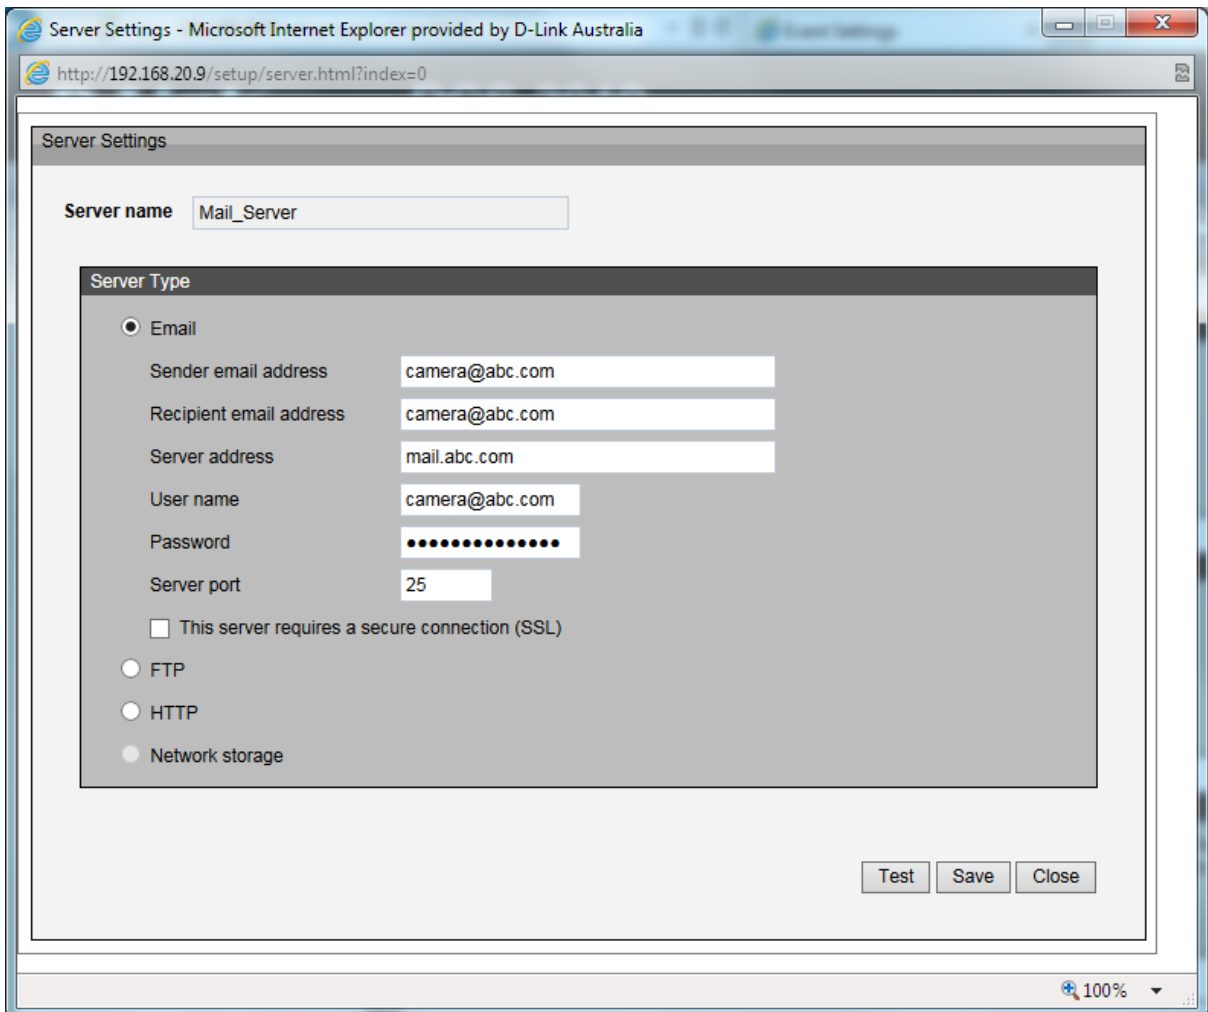 Server Settings - Microsoft Internet Explorer provided by D-Link Australia
Event Settings
http://192.168.20.9/setup/server.html?index=0
Server Settings
Server name Mail_Server
Server Type
Email
Sender email address camera@abc.com
Recipient email address camera@abc.com
Server address mail.abc.com
User name camera@abc.com
Password ●●●●●●●●●●●●●●
Server port 25
This server requires a secure connection (SSL)
FTP
HTTP
Network storage
Test Save Close
100%